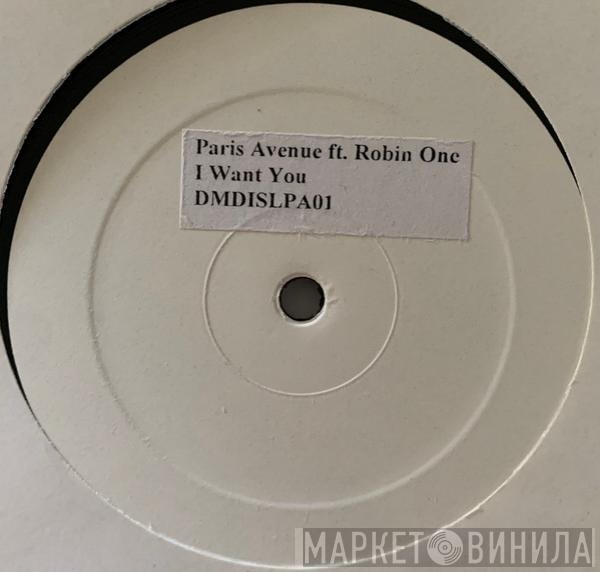 Paris Avenue ft. Robin One
I Want You
DMDISLPA01
МАРКЕТ ВИНИЛА